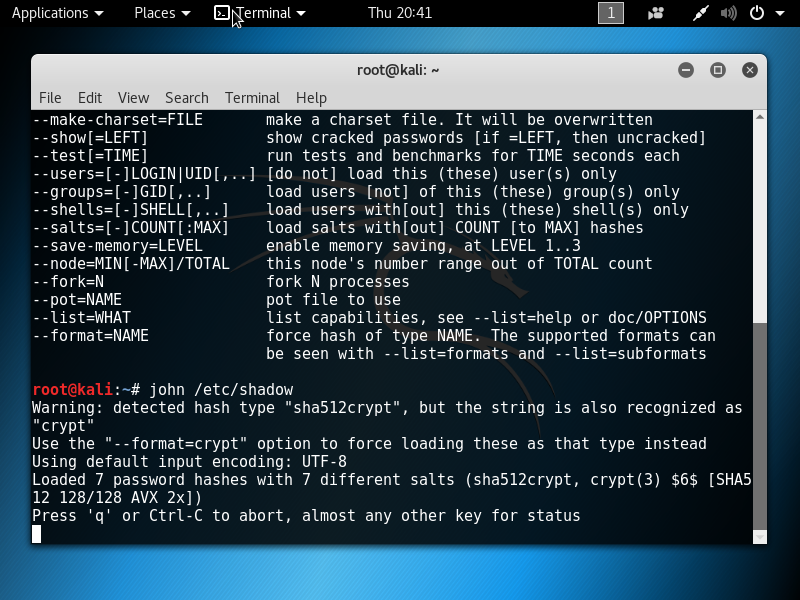 Applications Places Terminal Thu 20:41 1
root@kali: ~
File Edit View Search Terminal Help
--make-charset=FILE       make a charset file. It will be overwritten
--show[=LEFT]             show cracked passwords [if =LEFT, then uncracked]
--test[=TIME]             run tests and benchmarks for TIME seconds each
--users=[-]LOGIN|UID[,..] [do not] load this (these) user(s) only
--groups=[-]GID[,..]      load users [not] of this (these) group(s) only
--shells=[-]SHELL[,..]    load users with[out] this (these) shell(s) only
--salts=[-]COUNT[:MAX]    load salts with[out] COUNT [to MAX] hashes
--save-memory=LEVEL       enable memory saving, at LEVEL 1..3
--node=MIN[-MAX]/TOTAL    this node's number range out of TOTAL count
--fork=N                  fork N processes
--pot=NAME                pot file to use
--list=WHAT               list capabilities, see --list=help or doc/OPTIONS
--format=NAME             force hash of type NAME. The supported formats can
                          be seen with --list=formats and --list=subformats
root@kali:~# john /etc/shadow
Warning: detected hash type "sha512crypt", but the string is also recognized as
"crypt"
Use the "--format=crypt" option to force loading these as that type instead
Using default input encoding: UTF-8
Loaded 7 password hashes with 7 different salts (sha512crypt, crypt(3) $6$ [SHA5
12 128/128 AVX 2x])
Press 'q' or Ctrl-C to abort, almost any other key for status